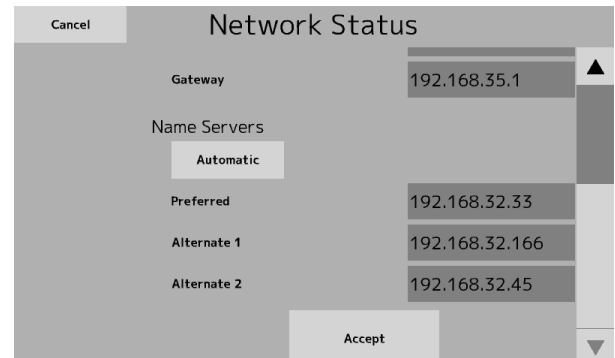 Cancel
Network Status
Gateway 192.168.35.1
Name Servers
Automatic
Preferred 192.168.32.33
Alternate 1 192.168.32.166
Alternate 2 192.168.32.45
Accept